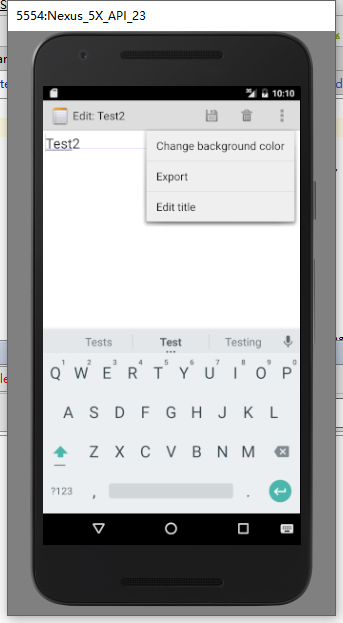 5554:Nexus_5X_API_23
3G 10:10
Edit: Test2
Test2
Change background color
Export
Edit title
Tests Test Testing
1 2 3 4 5 6 7 8 9 0
Q W E R T Y U I O P
A S D F G H J K L
Z X C V B N M
?123 , .